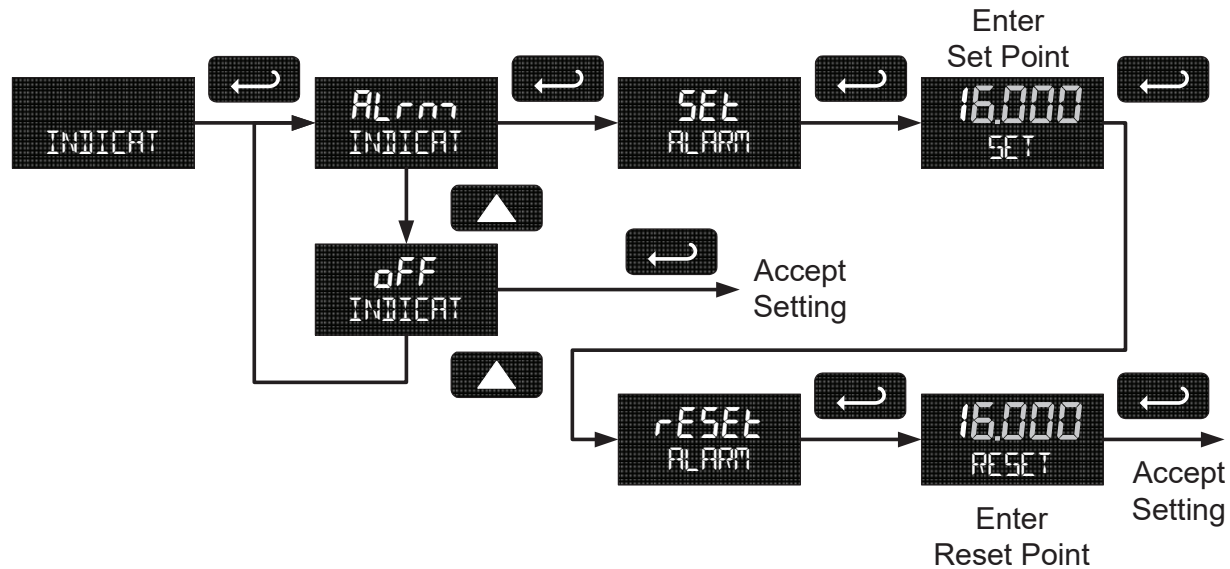 Enter
Set Point
INDICAT
ALrm
INDICAT
SEt
ALARM
16.000
SET
oFF
INDICAT
Accept
Setting
rESEt
ALARM
16.000
RESET
Accept
Setting
Enter
Reset Point